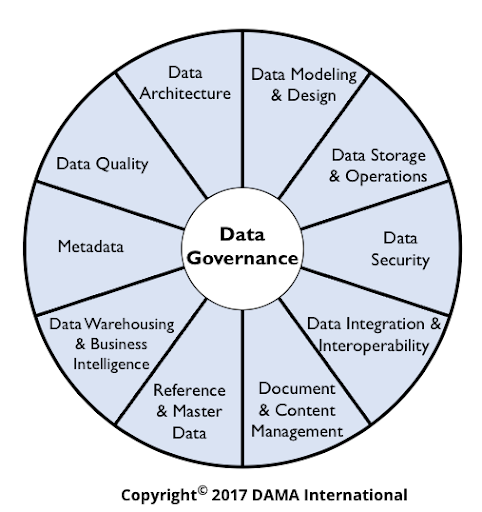 Data
Architecture
Data Modeling
& Design
Data Quality
Data Storage
& Operations
Metadata
Data
Governance
Data
Security
Data Warehousing
& Business
Intelligence
Data Integration &
Interoperability
Reference
& Master
Data
Document
& Content
Management
Copyright© 2017 DAMA International